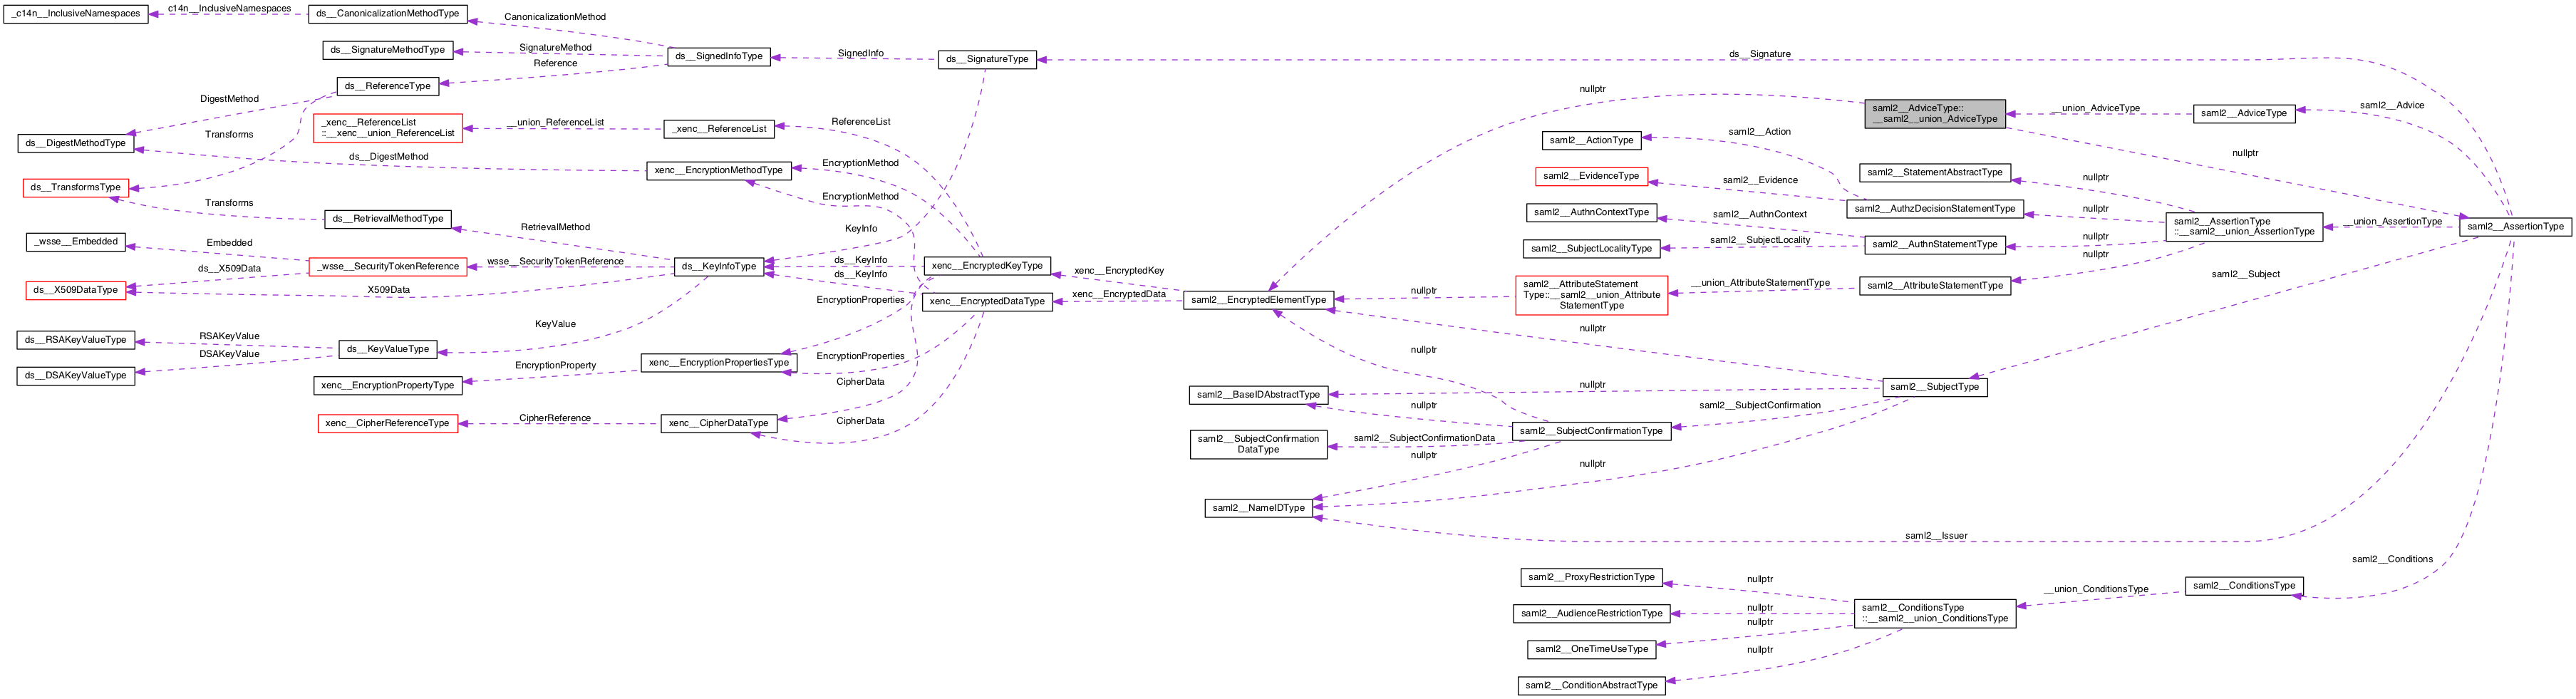 _c14n__InclusiveNamespaces
c14n__InclusiveNamespaces
ds__CanonicalizationMethodType
CanonicalizationMethod
ds__SignatureMethodType
SignatureMethod
Reference
ds__SignedInfoType
SignedInfo
ds__SignatureType
ds__Signature
ds__ReferenceType
DigestMethod
Transforms
ds__DigestMethodType
ds__DigestMethod
_xenc__ReferenceList
::__xenc__union_ReferenceList
__union_ReferenceList
_xenc__ReferenceList
ReferenceList
xenc__EncryptionMethodType
EncryptionMethod
EncryptionMethod
ds__TransformsType
Transforms
ds__RetrievalMethodType
RetrievalMethod
KeyInfo
_wsse__Embedded
Embedded
ds__X509Data
_wsse__SecurityTokenReference
wsse__SecurityTokenReference
ds__KeyInfoType
ds__KeyInfo
ds__KeyInfo
xenc__EncryptedKeyType
xenc__EncryptedKey
ds__X509DataType
X509Data
xenc__EncryptedDataType
xenc__EncryptedData
EncryptionProperties
KeyValue
ds__RSAKeyValueType
RSAKeyValue
ds__KeyValueType
DSAKeyValue
ds__DSAKeyValueType
xenc__EncryptionPropertyType
EncryptionProperty
xenc__EncryptionPropertiesType
EncryptionProperties
CipherData
xenc__CipherReferenceType
CipherReference
xenc__CipherDataType
CipherData
nullptr
saml2__AdviceType::
__saml2__union_AdviceType
__union_AdviceType
saml2__AdviceType
saml2__Advice
nullptr
saml2__ActionType
saml2__Action
saml2__EvidenceType
saml2__Evidence
saml2__StatementAbstractType
nullptr
saml2__AuthnContextType
saml2__AuthnContext
saml2__AuthzDecisionStatementType
nullptr
saml2__AssertionType
::__saml2__union_AssertionType
__union_AssertionType
saml2__AssertionType
saml2__SubjectLocalityType
saml2__SubjectLocality
saml2__AuthnStatementType
nullptr
nullptr
saml2__EncryptedElementType
nullptr
saml2__AttributeStatement
Type::__saml2__union_Attribute
StatementType
__union_AttributeStatementType
saml2__AttributeStatementType
saml2__Subject
nullptr
nullptr
saml2__BaseIDAbstractType
nullptr
nullptr
saml2__SubjectType
saml2__SubjectConfirmation
saml2__SubjectConfirmation
DataType
saml2__SubjectConfirmationData
saml2__SubjectConfirmationType
nullptr
nullptr
saml2__NameIDType
saml2__Issuer
saml2__Conditions
saml2__ProxyRestrictionType
nullptr
saml2__AudienceRestrictionType
nullptr
nullptr
saml2__ConditionsType
::__saml2__union_ConditionsType
__union_ConditionsType
saml2__ConditionsType
saml2__OneTimeUseType
nullptr
saml2__ConditionAbstractType